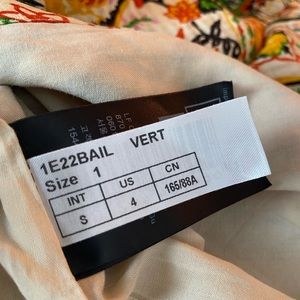 1E22BAIL VERT
Size 1
INT US CN
S 4 165/88A